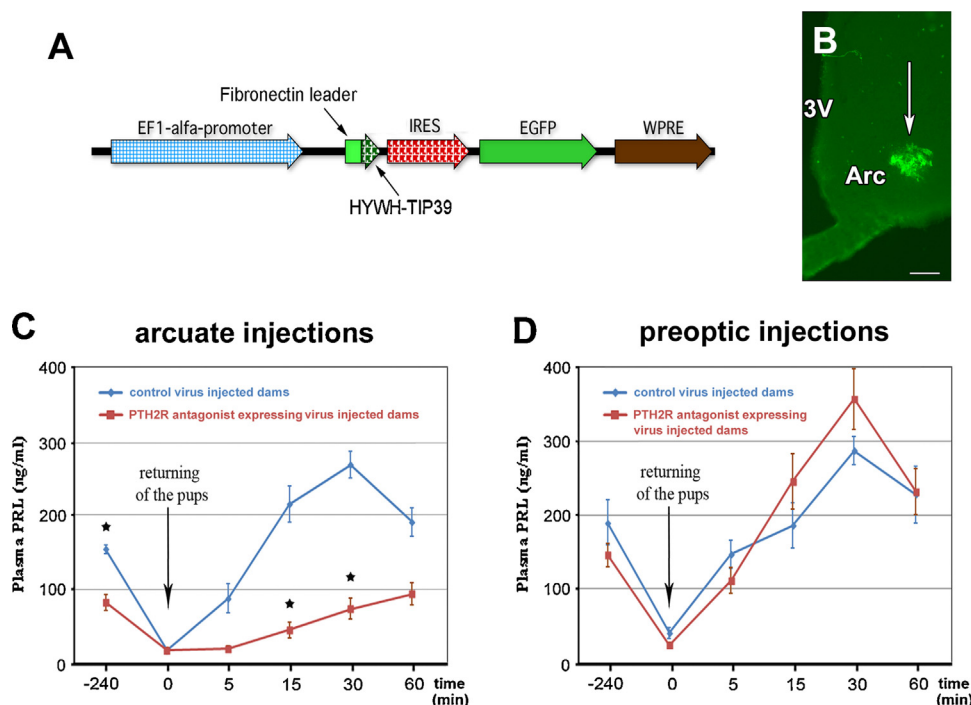 A
Fibronectin leader
EF1-alfa-promoter
IRES
EGFP
WPRE
HYWH-TIP39
B
3V
Arc
C
arcuate injections
400
300
200
100
0
Plasma PRL (ng/ml)
control virus injected dams
PTH2R antagonist expressing virus injected dams
returning
of the pups
-240
0
5
15
30
60
time
(min)
D
preoptic injections
400
300
200
100
0
Plasma PRL (ng/ml)
control virus injected dams
PTH2R antagonist expressing
virus injected dams
returning
of the pups
-240
0
5
15
30
60
time
(min)